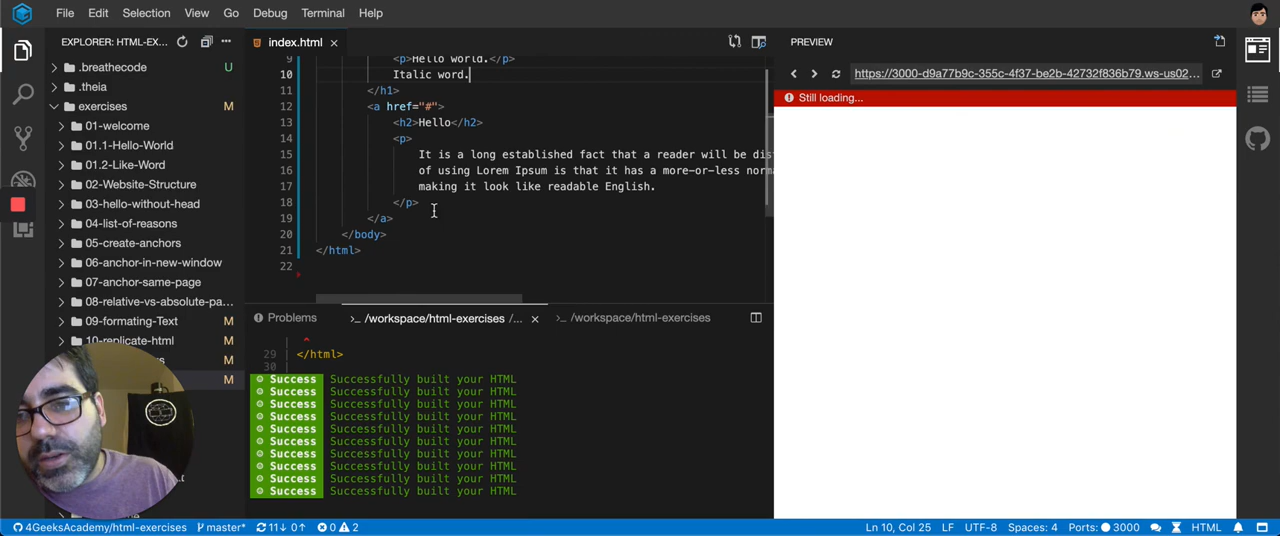 File Edit Selection View Go Debug Terminal Help
EXPLORER: HTML-EX...
.breathecode U
.theia
exercises
01-welcome
01.1-Hello-World
01.2-Like-Word
02-Website-Structure
03-hello-without-head
04-list-of-reasons
05-create-anchors
06-anchor-in-new-window
07-anchor-same-page
08-relative-vs-absolute-pa...
09-formating-Text M
10-replicate-html M
M
M
index.html
9 <p>Hello world.</p>
10 Italic word.
11 </h1>
12 <a href="#">
13 <h2>Hello</h2>
14 <p>
15 It is a long established fact that a reader will be dis
16 of using Lorem Ipsum is that it has a more-or-less norma
17 making it look like readable English.
18 </p>
19 </a>
20 </body>
21 </html>
22
Problems
>_ /workspace/html-exercises /...
>_ /workspace/html-exercises
| ^
29 | </html>
30 |
Success Successfully built your HTML
Success Successfully built your HTML
Success Successfully built your HTML
Success Successfully built your HTML
Success Successfully built your HTML
Success Successfully built your HTML
Success Successfully built your HTML
Success Successfully built your HTML
Success Successfully built your HTML
Success Successfully built your HTML
PREVIEW
https://3000-d9a77b9c-355c-4f37-be2b-42732f836b79.ws-us02...
Still loading...
4GeeksAcademy/html-exercises master* 11↓ 0↑ 0 2
Ln 10, Col 25 LF UTF-8 Spaces: 4 Ports: 3000 HTML